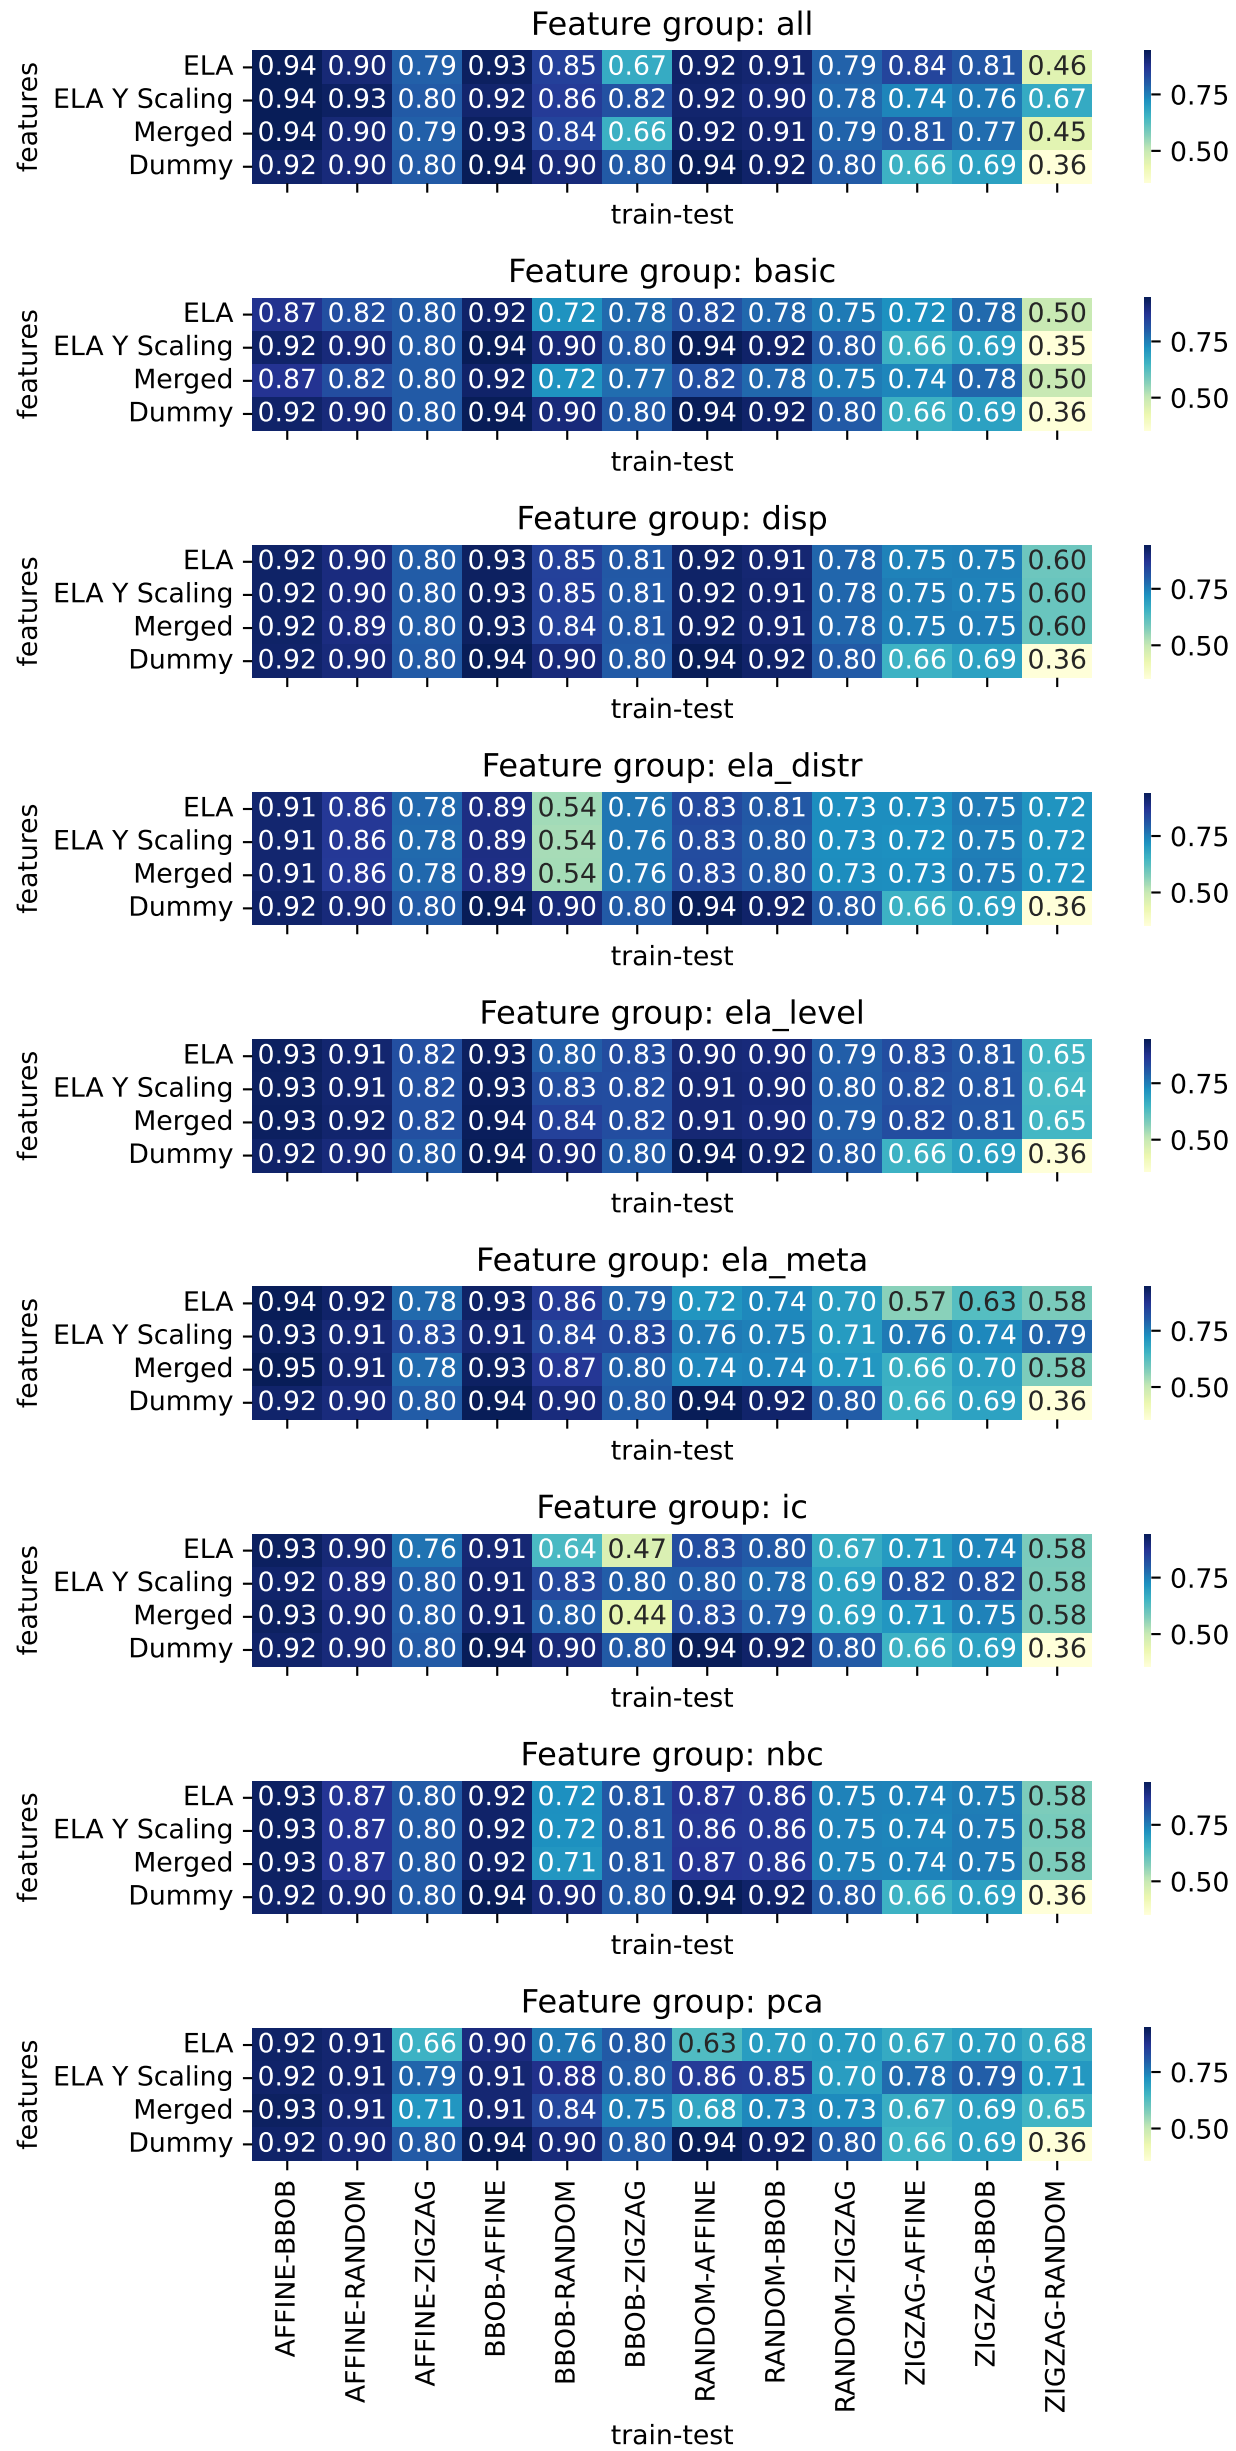 Feature group: all
features
ELA 0.94 0.90 0.79 0.93 0.85 0.67 0.92 0.91 0.79 0.84 0.81 0.46
ELA Y Scaling 0.94 0.93 0.80 0.92 0.86 0.82 0.92 0.90 0.78 0.74 0.76 0.67
Merged 0.94 0.90 0.79 0.93 0.84 0.66 0.92 0.91 0.79 0.81 0.77 0.45
Dummy 0.92 0.90 0.80 0.94 0.90 0.80 0.94 0.92 0.80 0.66 0.69 0.36
train-test
0.75
0.50
Feature group: basic
features
ELA 0.87 0.82 0.80 0.92 0.72 0.78 0.82 0.78 0.75 0.72 0.78 0.50
ELA Y Scaling 0.92 0.90 0.80 0.94 0.90 0.80 0.94 0.92 0.80 0.66 0.69 0.35
Merged 0.87 0.82 0.80 0.92 0.72 0.77 0.82 0.78 0.75 0.74 0.78 0.50
Dummy 0.92 0.90 0.80 0.94 0.90 0.80 0.94 0.92 0.80 0.66 0.69 0.36
train-test
0.75
0.50
Feature group: disp
features
ELA 0.92 0.90 0.80 0.93 0.85 0.81 0.92 0.91 0.78 0.75 0.75 0.60
ELA Y Scaling 0.92 0.90 0.80 0.93 0.85 0.81 0.92 0.91 0.78 0.75 0.75 0.60
Merged 0.92 0.89 0.80 0.93 0.84 0.81 0.92 0.91 0.78 0.75 0.75 0.60
Dummy 0.92 0.90 0.80 0.94 0.90 0.80 0.94 0.92 0.80 0.66 0.69 0.36
train-test
0.75
0.50
Feature group: ela_distr
features
ELA 0.91 0.86 0.78 0.89 0.54 0.76 0.83 0.81 0.73 0.73 0.75 0.72
ELA Y Scaling 0.91 0.86 0.78 0.89 0.54 0.76 0.83 0.80 0.73 0.72 0.75 0.72
Merged 0.91 0.86 0.78 0.89 0.54 0.76 0.83 0.80 0.73 0.73 0.75 0.72
Dummy 0.92 0.90 0.80 0.94 0.90 0.80 0.94 0.92 0.80 0.66 0.69 0.36
train-test
0.75
0.50
Feature group: ela_level
features
ELA 0.93 0.91 0.82 0.93 0.80 0.83 0.90 0.90 0.79 0.83 0.81 0.65
ELA Y Scaling 0.93 0.91 0.82 0.93 0.83 0.82 0.91 0.90 0.80 0.82 0.81 0.64
Merged 0.93 0.92 0.82 0.94 0.84 0.82 0.91 0.90 0.79 0.82 0.81 0.65
Dummy 0.92 0.90 0.80 0.94 0.90 0.80 0.94 0.92 0.80 0.66 0.69 0.36
train-test
0.75
0.50
Feature group: ela_meta
features
ELA 0.94 0.92 0.78 0.93 0.86 0.79 0.72 0.74 0.70 0.57 0.63 0.58
ELA Y Scaling 0.93 0.91 0.83 0.91 0.84 0.83 0.76 0.75 0.71 0.76 0.74 0.79
Merged 0.95 0.91 0.78 0.93 0.87 0.80 0.74 0.74 0.71 0.66 0.70 0.58
Dummy 0.92 0.90 0.80 0.94 0.90 0.80 0.94 0.92 0.80 0.66 0.69 0.36
train-test
0.75
0.50
Feature group: ic
features
ELA 0.93 0.90 0.76 0.91 0.64 0.47 0.83 0.80 0.67 0.71 0.74 0.58
ELA Y Scaling 0.92 0.89 0.80 0.91 0.83 0.80 0.80 0.78 0.69 0.82 0.82 0.58
Merged 0.93 0.90 0.80 0.91 0.80 0.44 0.83 0.79 0.69 0.71 0.75 0.58
Dummy 0.92 0.90 0.80 0.94 0.90 0.80 0.94 0.92 0.80 0.66 0.69 0.36
train-test
0.75
0.50
Feature group: nbc
features
ELA 0.93 0.87 0.80 0.92 0.72 0.81 0.87 0.86 0.75 0.74 0.75 0.58
ELA Y Scaling 0.93 0.87 0.80 0.92 0.72 0.81 0.86 0.86 0.75 0.74 0.75 0.58
Merged 0.93 0.87 0.80 0.92 0.71 0.81 0.87 0.86 0.75 0.74 0.75 0.58
Dummy 0.92 0.90 0.80 0.94 0.90 0.80 0.94 0.92 0.80 0.66 0.69 0.36
train-test
0.75
0.50
Feature group: pca
features
ELA 0.92 0.91 0.66 0.90 0.76 0.80 0.63 0.70 0.70 0.67 0.70 0.68
ELA Y Scaling 0.92 0.91 0.79 0.91 0.88 0.80 0.86 0.85 0.70 0.78 0.79 0.71
Merged 0.93 0.91 0.71 0.91 0.84 0.75 0.68 0.73 0.73 0.67 0.69 0.65
Dummy 0.92 0.90 0.80 0.94 0.90 0.80 0.94 0.92 0.80 0.66 0.69 0.36
0.75
0.50
AFFINE-BBOB
AFFINE-RANDOM
AFFINE-ZIGZAG
BBOB-AFFINE
BBOB-RANDOM
BBOB-ZIGZAG
RANDOM-AFFINE
RANDOM-BBOB
RANDOM-ZIGZAG
ZIGZAG-AFFINE
ZIGZAG-BBOB
ZIGZAG-RANDOM
train-test